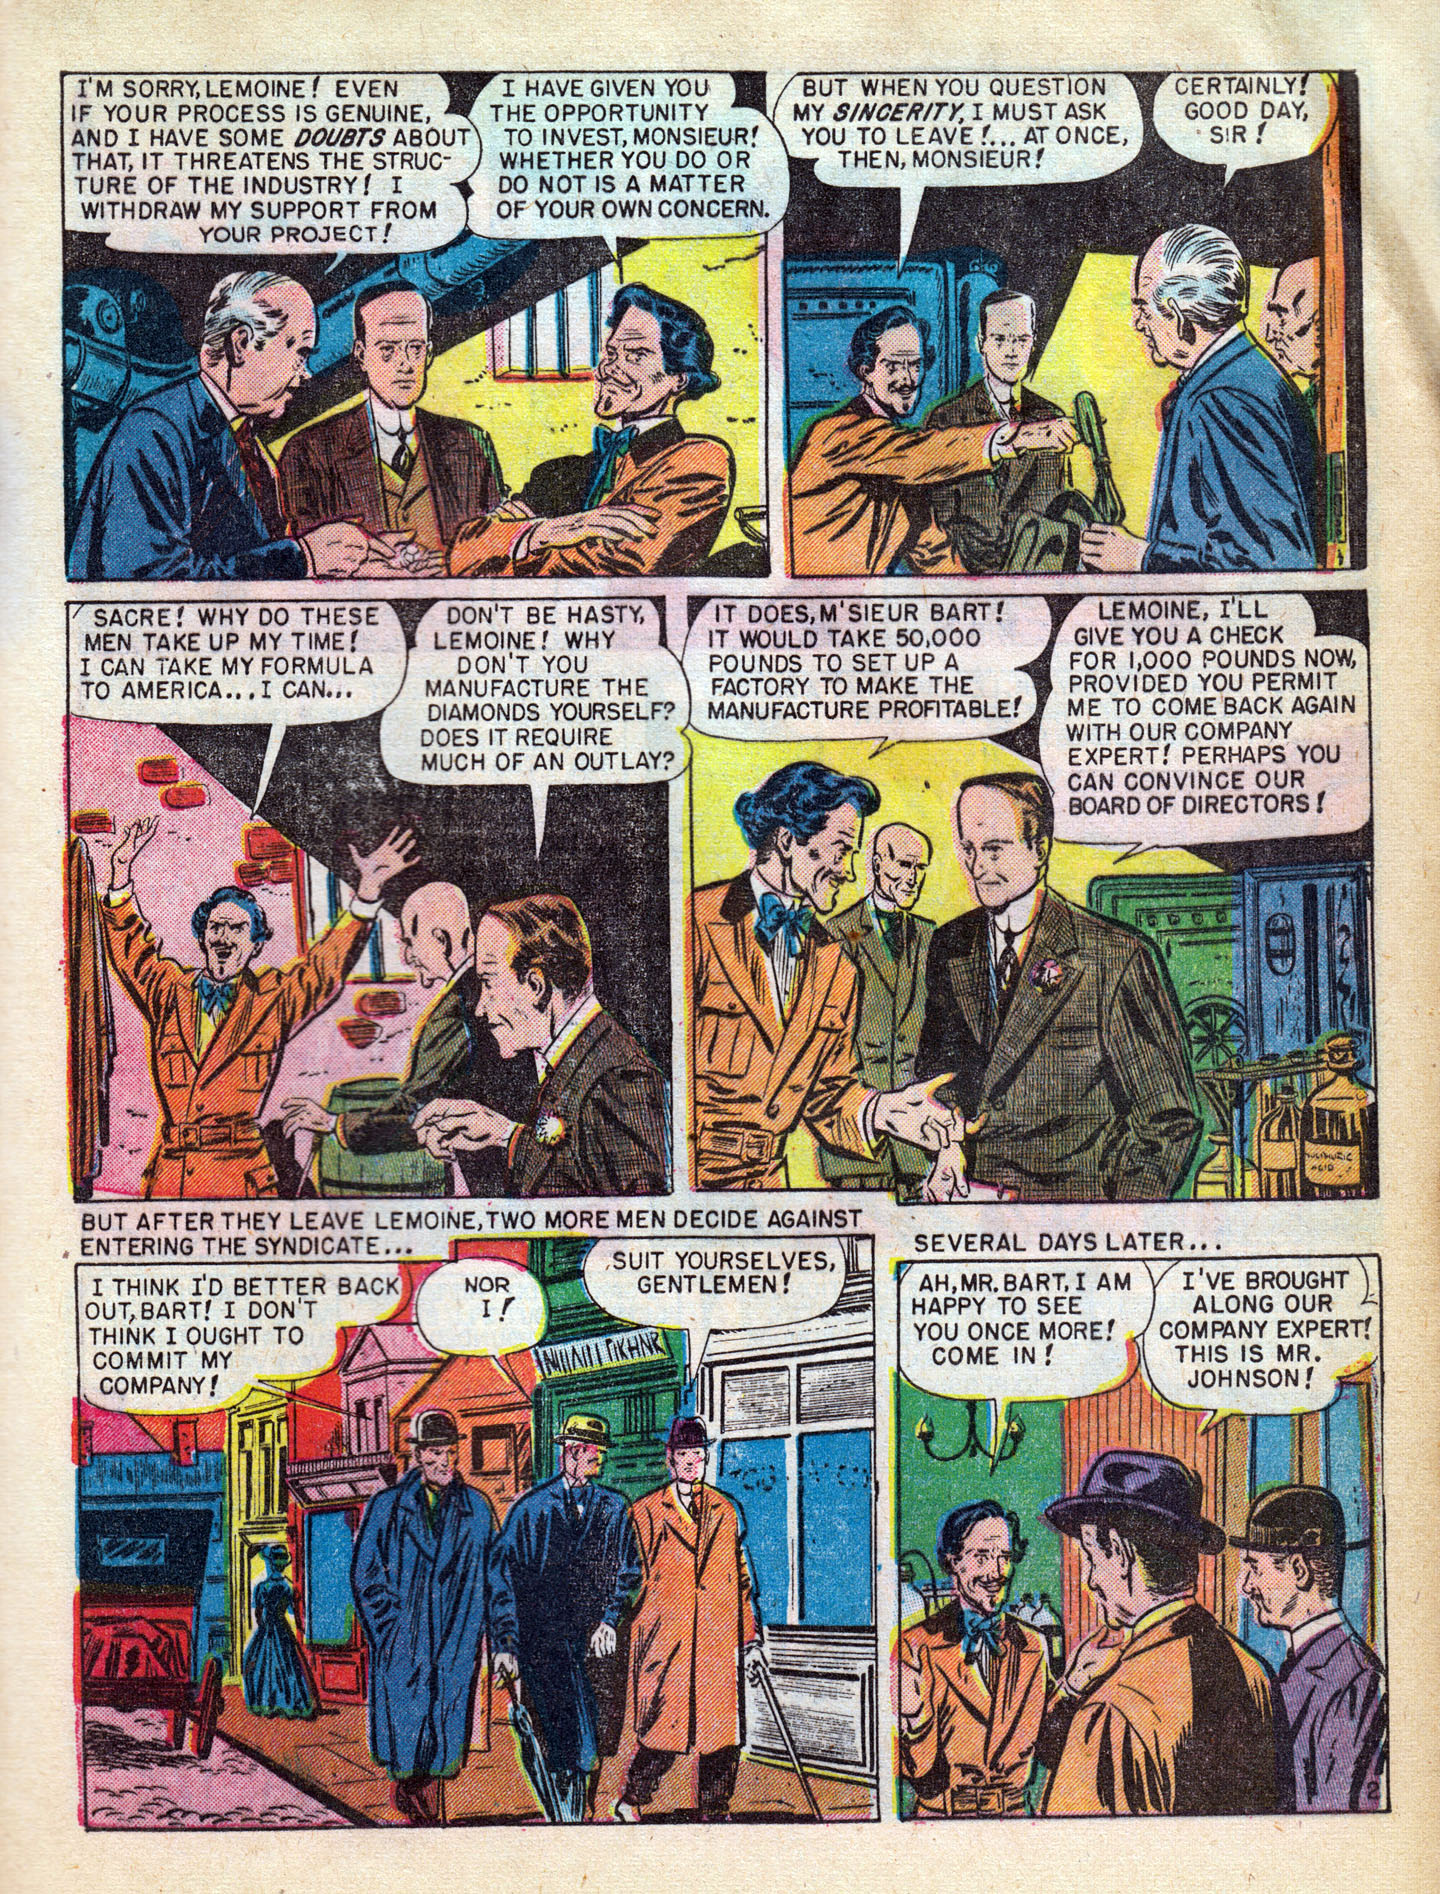 I'M SORRY, LEMOINE! EVEN
IF YOUR PROCESS IS GENUINE,
AND I HAVE SOME DOUBTS ABOUT
THAT, IT THREATENS THE STRUC-
TURE OF THE INDUSTRY! I
WITHDRAW MY SUPPORT FROM
YOUR PROJECT!
I HAVE GIVEN YOU
THE OPPORTUNITY
TO INVEST, MONSIEUR!
WHETHER YOU DO OR
DO NOT IS A MATTER
OF YOUR OWN CONCERN.
BUT WHEN YOU QUESTION
MY SINCERITY, I MUST ASK
YOU TO LEAVE!... AT ONCE,
THEN, MONSIEUR!
CERTAINLY!
GOOD DAY,
SIR!
SACRE! WHY DO THESE
MEN TAKE UP MY TIME!
I CAN TAKE MY FORMULA
TO AMERICA... I CAN...
DON'T BE HASTY,
LEMOINE! WHY
DON'T YOU
MANUFACTURE THE
DIAMONDS YOURSELF?
DOES IT REQUIRE
MUCH OF AN OUTLAY?
IT DOES, M'SIEUR BART!
IT WOULD TAKE 50,000
POUNDS TO SET UP A
FACTORY TO MAKE THE
MANUFACTURE PROFITABLE!
LEMOINE, I'LL
GIVE YOU A CHECK
FOR 1,000 POUNDS NOW,
PROVIDED YOU PERMIT
ME TO COME BACK AGAIN
WITH OUR COMPANY
EXPERT! PERHAPS YOU
CAN CONVINCE OUR
BOARD OF DIRECTORS!
SULPHURIC
ACID
BUT AFTER THEY LEAVE LEMOINE, TWO MORE MEN DECIDE AGAINST
ENTERING THE SYNDICATE...
I THINK I'D BETTER BACK
OUT, BART! I DON'T
THINK I OUGHT TO
COMMIT MY
COMPANY!
NOR
I!
SUIT YOURSELVES,
GENTLEMEN!
SEVERAL DAYS LATER...
AH, MR. BART, I AM
HAPPY TO SEE
YOU ONCE MORE!
COME IN!
I'VE BROUGHT
ALONG OUR
COMPANY EXPERT!
THIS IS MR.
JOHNSON!
2